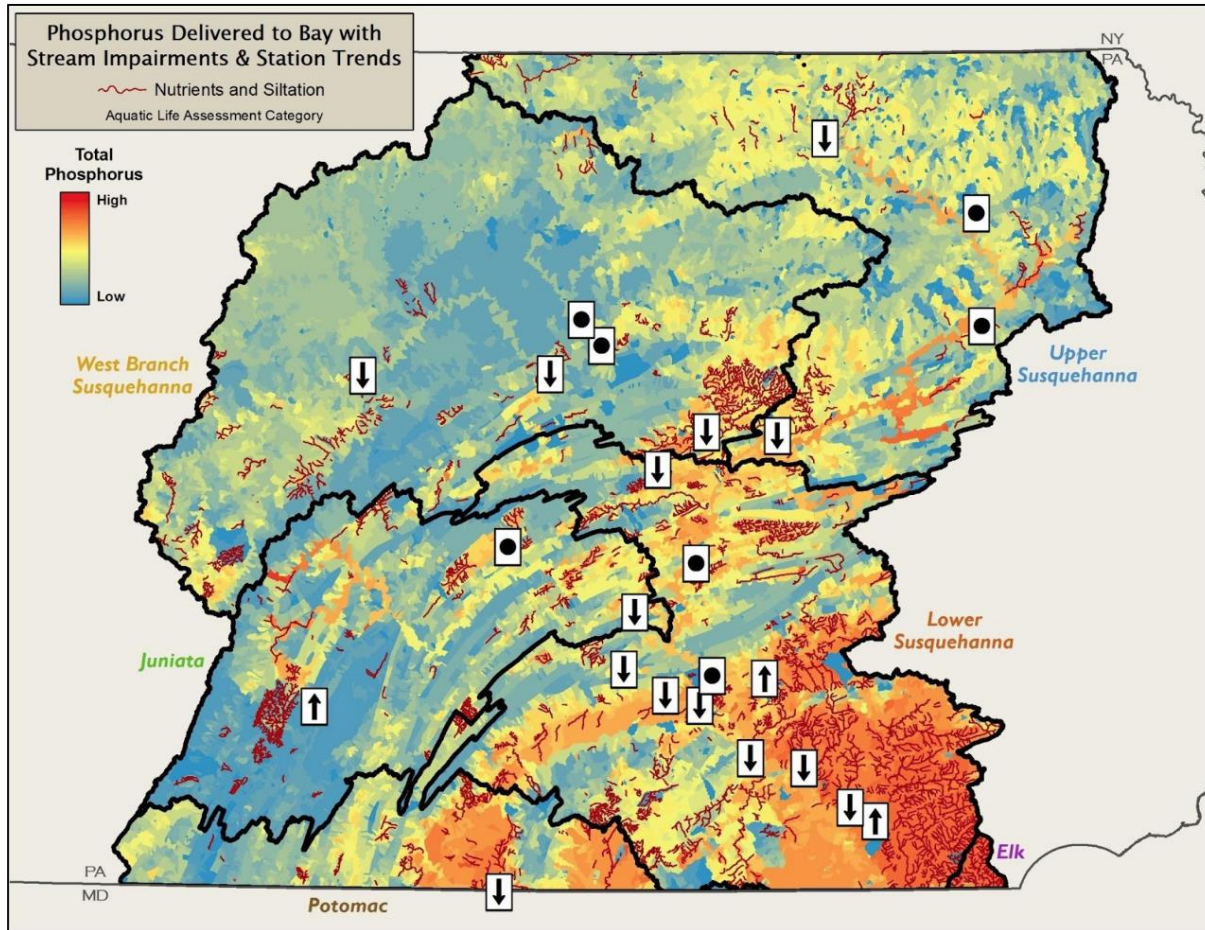 Phosphorus Delivered to Bay with
Stream Impairments & Station Trends
Nutrients and Siltation
Aquatic Life Assessment Category
NY
PA
Total
Phosphorus
High
Low
West Branch
Susquehanna
Upper
Susquehanna
Lower
Susquehanna
Juniata
Elk
PA
MD
Potomac